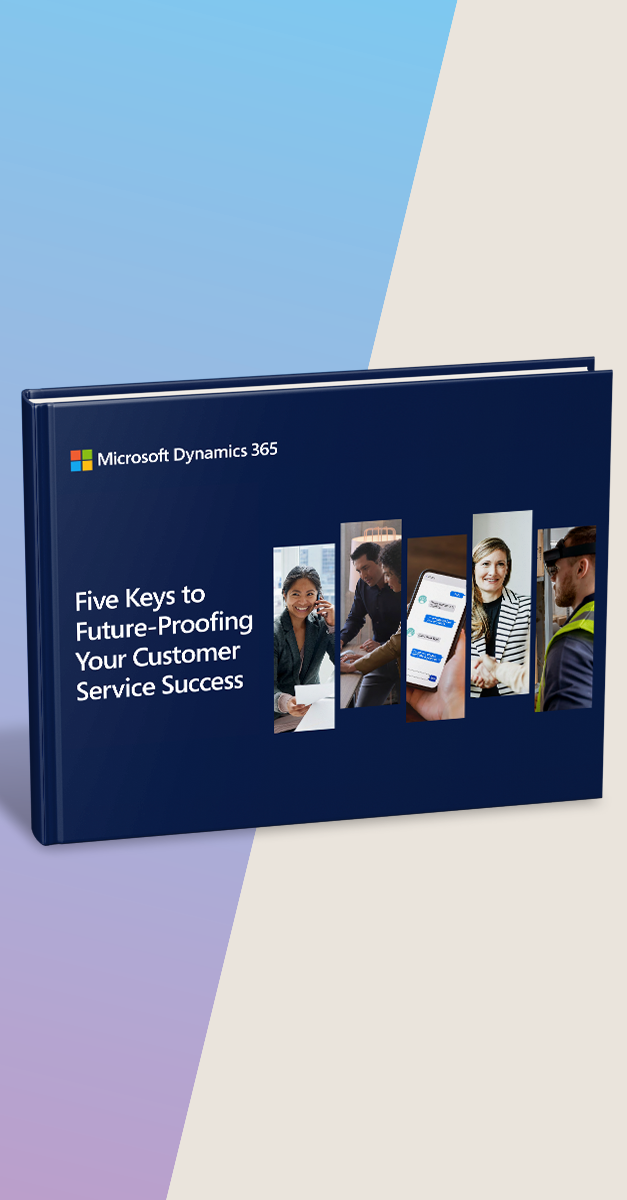 Microsoft Dynamics 365
Five Keys to
Future-Proofing
Your Customer
Service Success